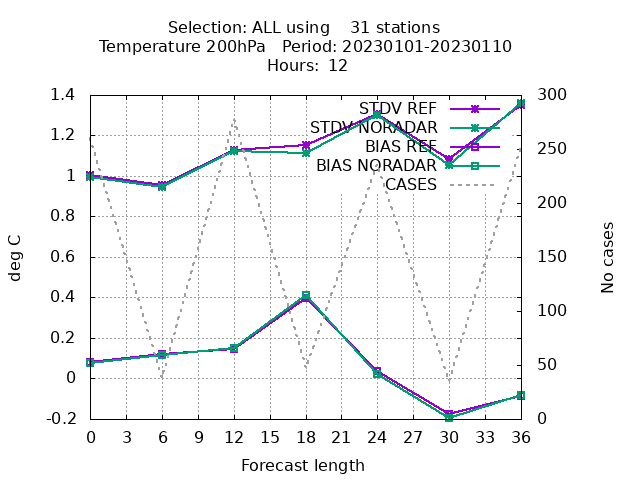 Selection: ALL using    31 stations
Temperature 200hPa   Period: 20230101-20230110
Hours:  12
1.4
1.2
1
0.8
0.6
0.4
0.2
0
-0.2
deg C
STDV REF
STDV NORADAR
BIAS REF
BIAS NORADAR
CASES
300
250
200
150
100
50
0
No cases
0 3 6 9 12 15 18 21 24 27 30 33 36
Forecast length